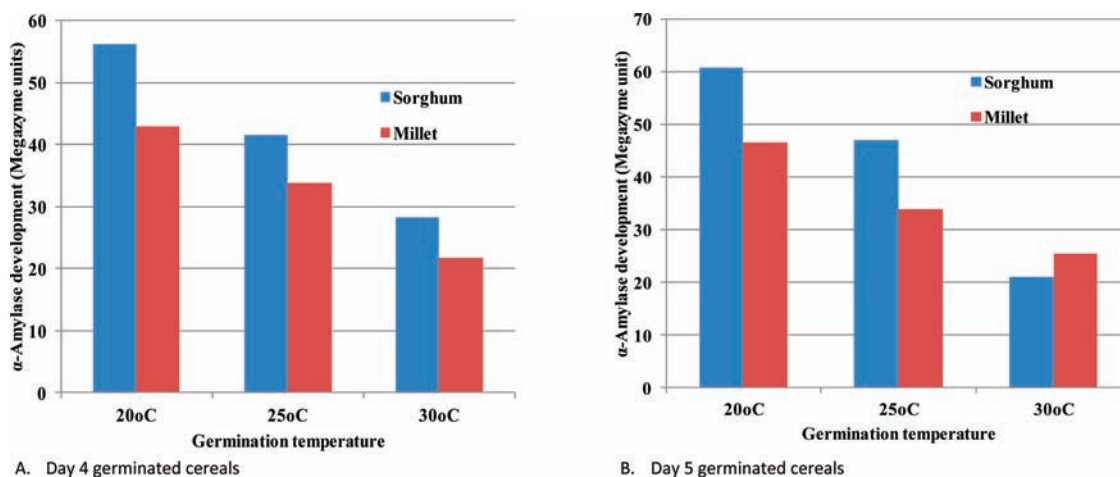 α-Amylase development (Megazyme units)
60
50
40
30
20
10
0
Sorghum
Millet
20oC 25oC 30oC
Germination temperature
A. Day 4 germinated cereals
α-Amylase development (Megazyme unit)
70
60
50
40
30
20
10
0
Sorghum
Millet
20oC 25oC 30oC
Germination temperature
B. Day 5 germinated cereals